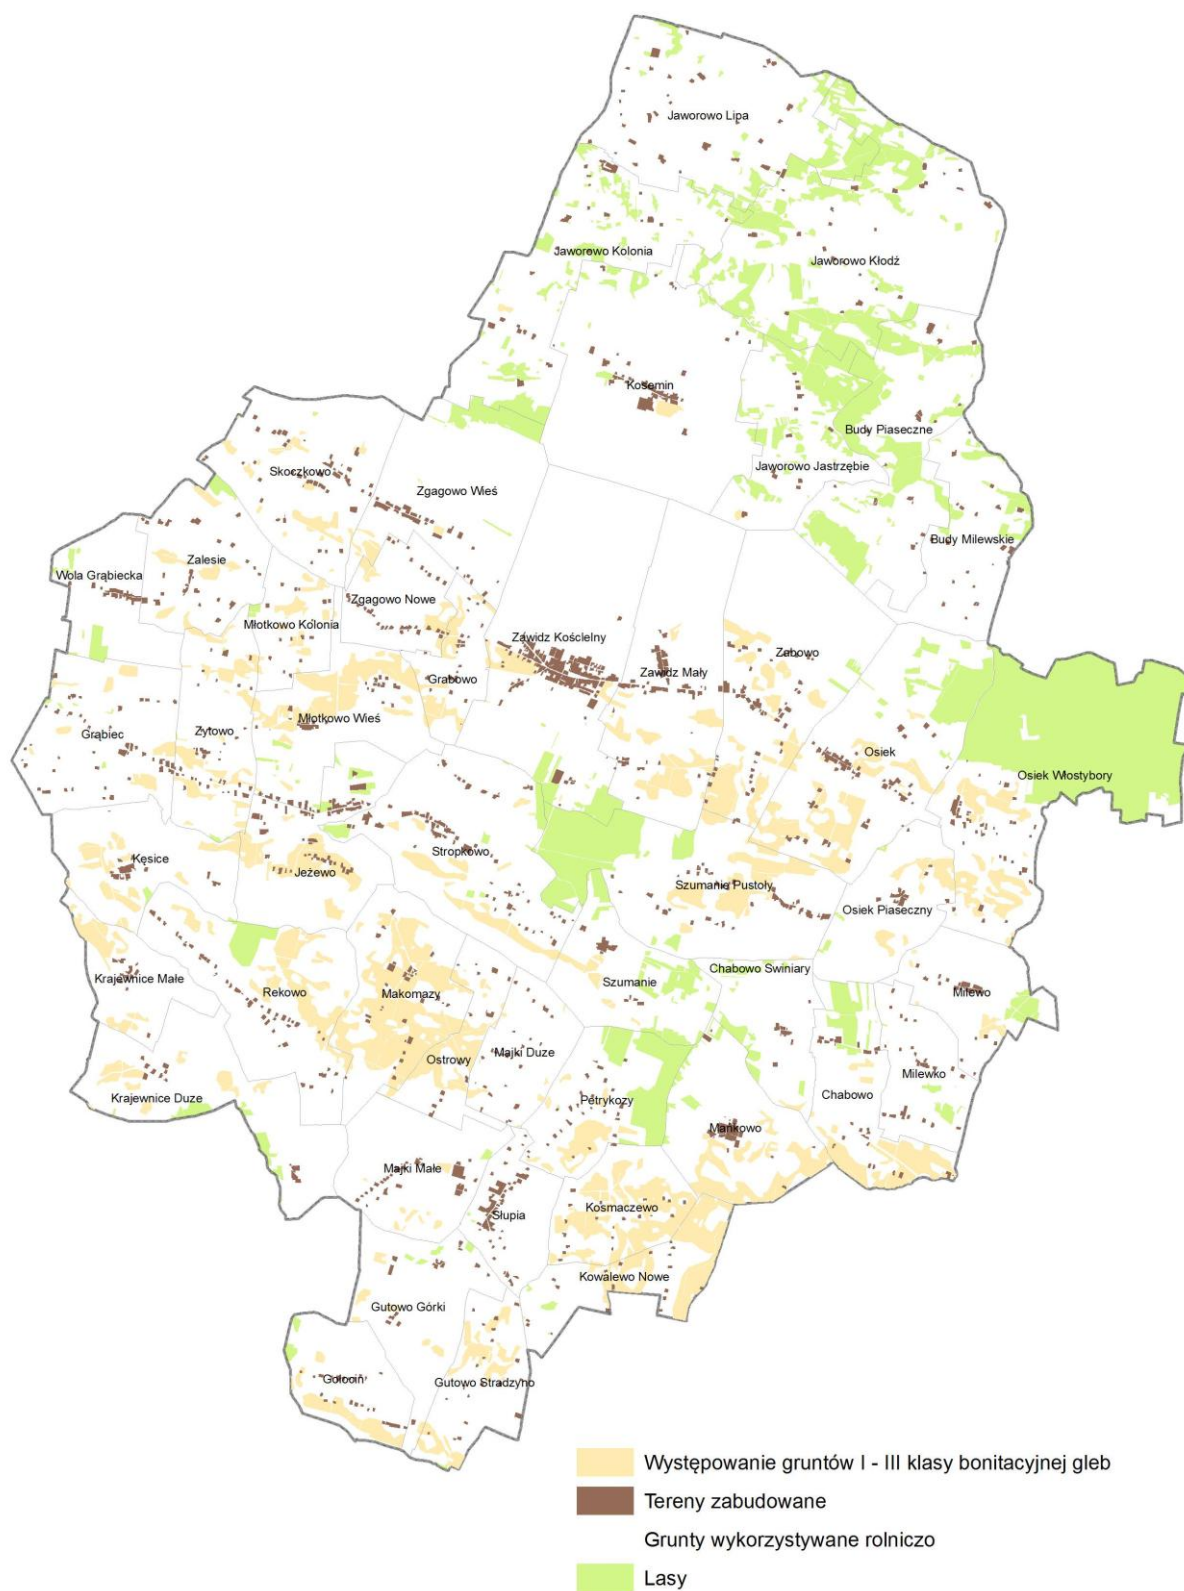 Jaworowo Lipa
Jaworowo Kolonia
Jaworowo Kłódź
Kosemin
Budy Piaseczne
Jaworowo Jastrzębie
Skoczkowo
Zgagowo Wieś
Budy Milewskie
Zalesie
Wola Grąbiecka
Zgagowo Nowe
Młotkowo Kolonia
Zawidz Kościelny
Zabowo
Zawidz Mały
Grabowo
Młotkowo Wieś
Żytowo
Grąbiec
Osiek
Osiek Włostybory
Stropkowo
Kęsice
Jeżewo
Szumanie Pustoły
Osiek Piaseczny
Chabowo Świniary
Krajewnice Małe
Rekowo
Makomazy
Szumanie
Milewo
Majki Duże
Ostrowy
Milewko
Chabowo
Krajewnice Duże
Petrykozy
Mańkowo
Majki Małe
Kosmaczewo
Słupia
Kowalewo Nowe
Gutowo Górki
Gołocin
Gutowo Stradzyno
Występowanie gruntów I - III klasy bonitacyjnej gleb
Tereny zabudowane
Grunty wykorzystywane rolniczo
Lasy